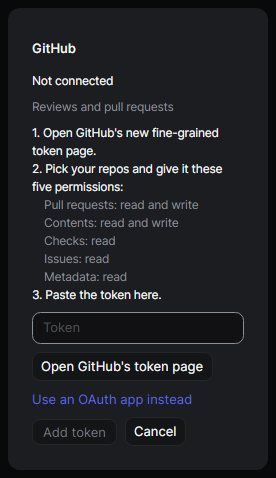 GitHub
Not connected
Reviews and pull requests
1. Open GitHub's new fine-grained
token page.
2. Pick your repos and give it these
five permissions:
Pull requests: read and write
Contents: read and write
Checks: read
Issues: read
Metadata: read
3. Paste the token here.
Token
Open GitHub's token page
Use an OAuth app instead
Add token
Cancel